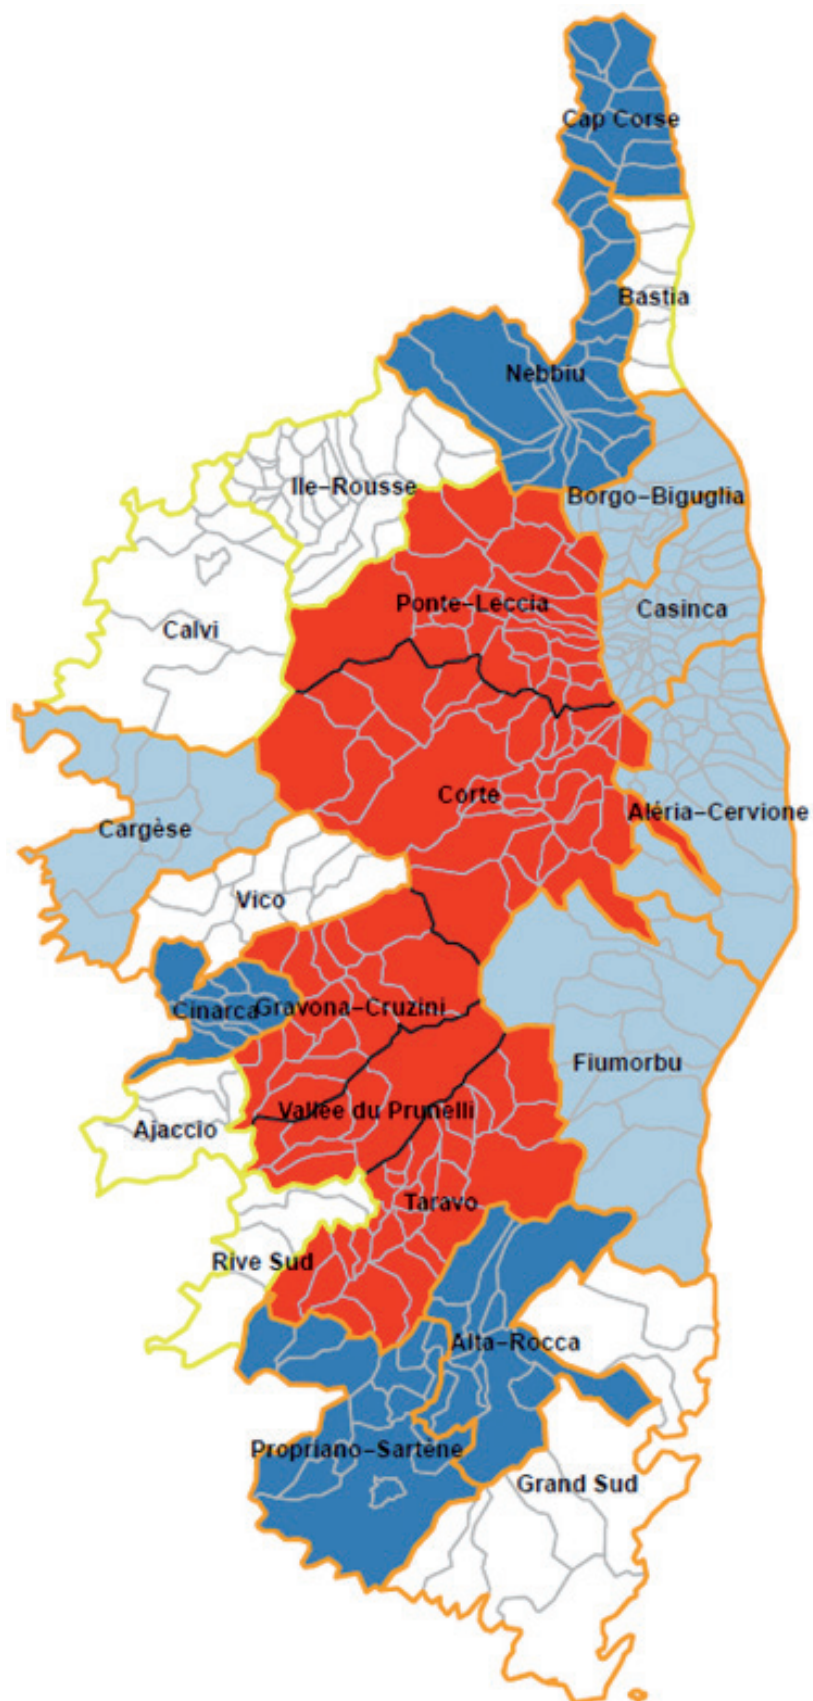 Cap Corse
Bastia
Nebbiu
Ile-Rousse
Borgo-Biguglia
Ponte-Leccia
Casinca
Calvi
Corte
Aléria-Cervione
Cargèse
Vico
Cinarca
Gravona-Cruzini
Fiumorbu
Vallée du Prunelli
Ajaccio
Taravo
Rive Sud
Alta-Rocca
Propriano-Sartène
Grand Sud